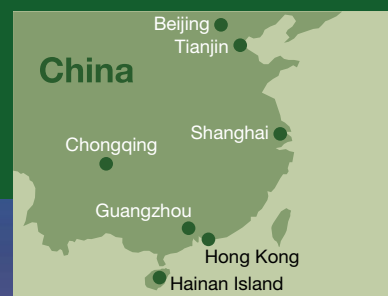 Beijing
Tianjin
China
Shanghai
Chongqing
Guangzhou
Hong Kong
Hainan Island